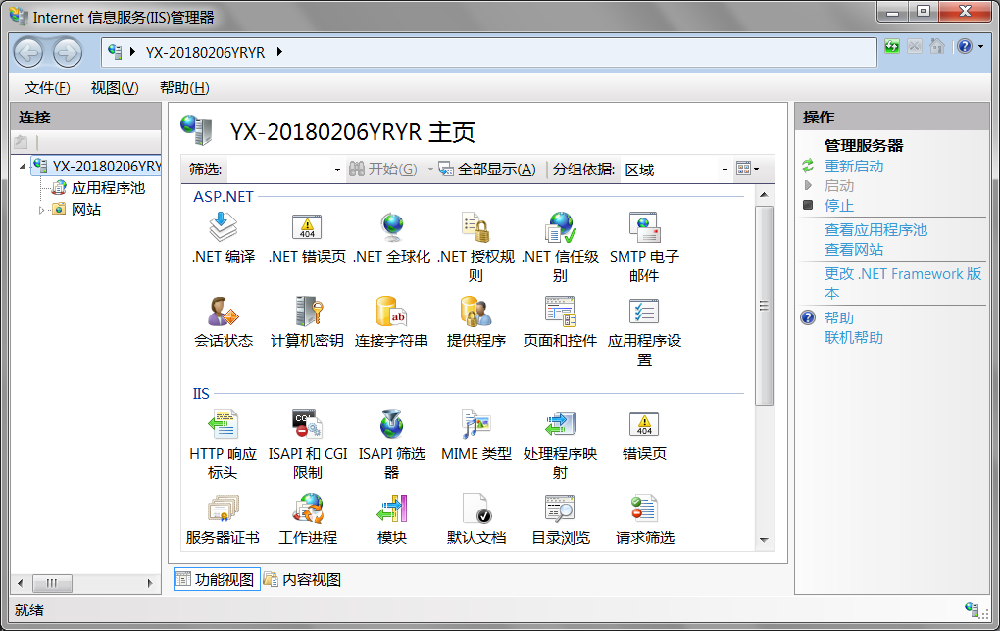 Internet 信息服务(IIS)管理器
YX-20180206YRYR
文件(F) 视图(V) 帮助(H)
连接
YX-20180206YRY
应用程序池
网站
YX-20180206YRYR 主页
筛选: 开始(G) 全部显示(A) 分组依据: 区域
ASP.NET
.NET 编译
404
.NET 错误页
.NET 全球化
.NET 授权规
则
.NET 信任级
别
SMTP 电子
邮件
会话状态
计算机密钥
ab
连接字符串
提供程序
页面和控件
应用程序设
置
IIS
HTTP 响应
标头
CGI
ISAPI 和 CGI
限制
ISAPI 筛选
器
MIME 类型
处理程序映
射
404
错误页
服务器证书
工作进程
模块
默认文档
目录浏览
请求筛选
功能视图 内容视图
操作
管理服务器
重新启动
启动
停止
查看应用程序池
查看网站
更改 .NET Framework 版
本
帮助
联机帮助
就绪